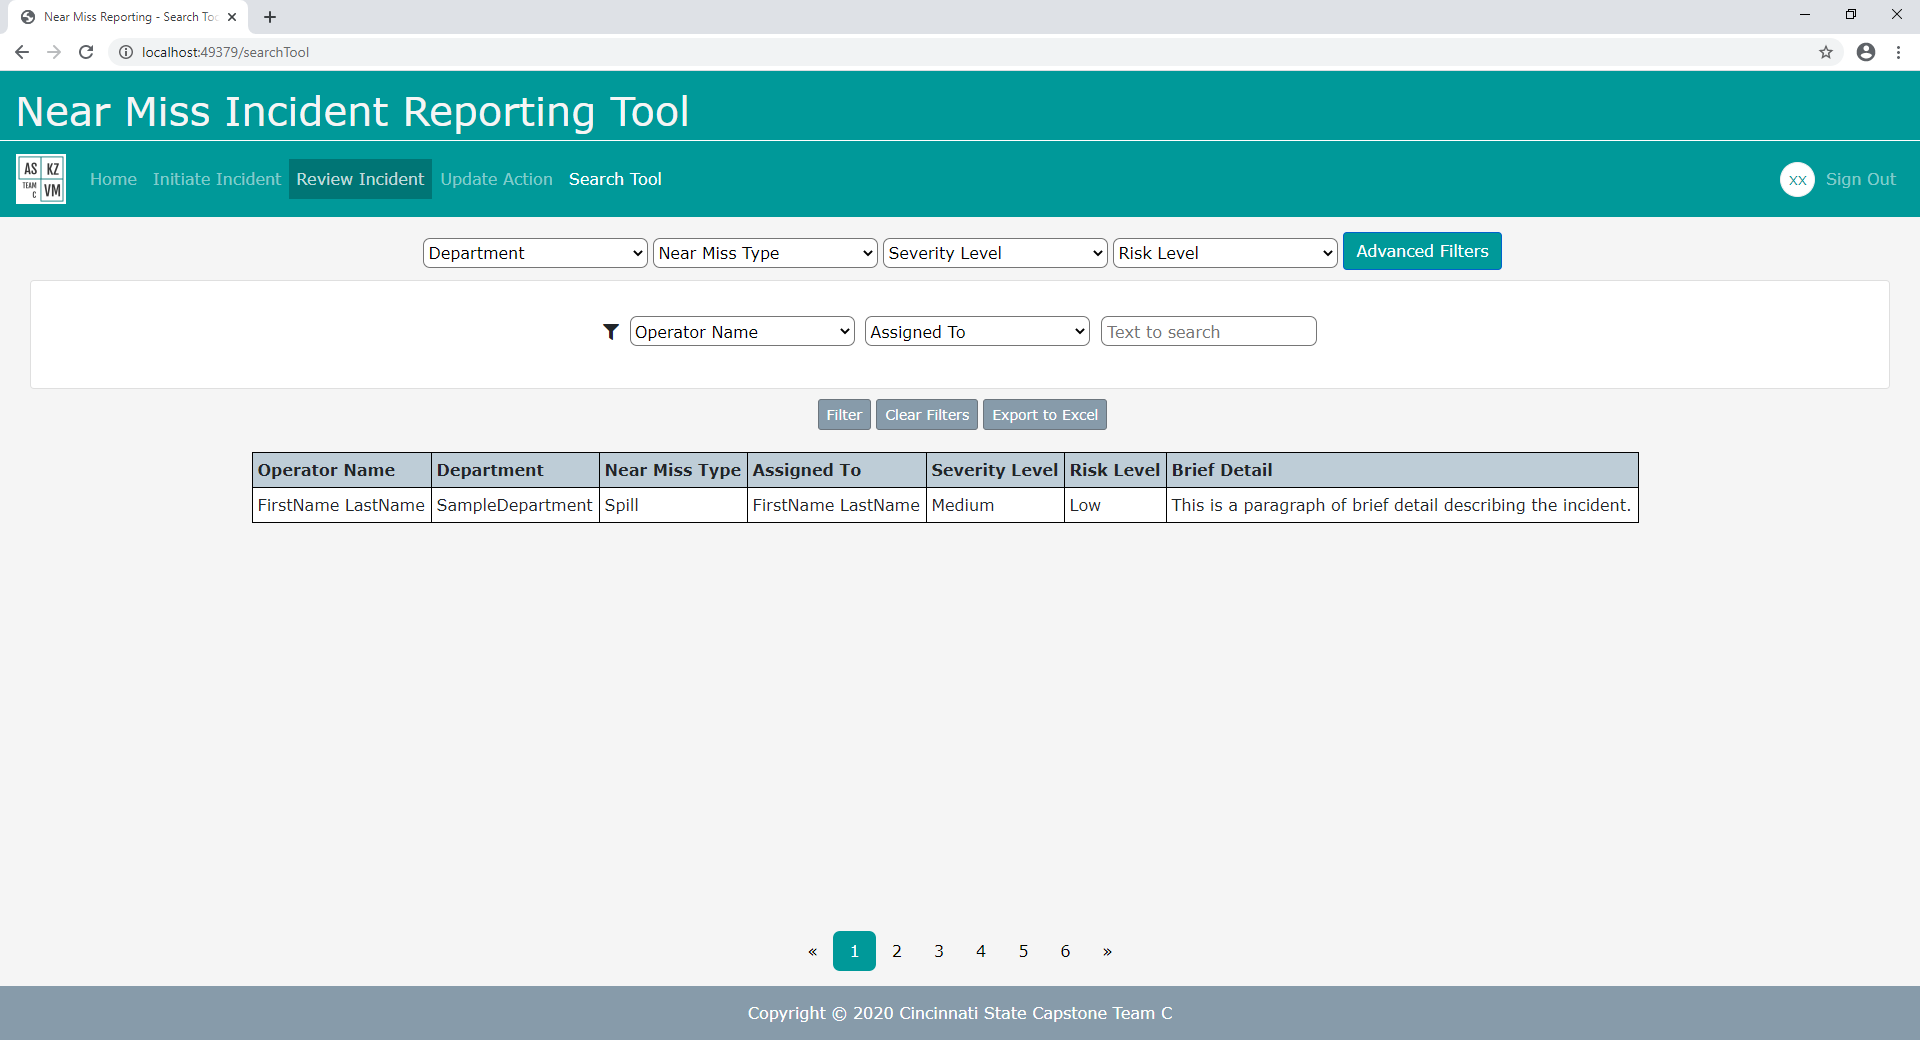 Near Miss Reporting - Search Too
localhost:49379/searchTool
Near Miss Incident Reporting Tool
AS KZ
TEAM C VM
Home Initiate Incident Review Incident Update Action Search Tool XX Sign Out
Department Near Miss Type Severity Level Risk Level Advanced Filters
Operator Name Assigned To Text to search
Filter Clear Filters Export to Excel
Operator Name Department Near Miss Type Assigned To Severity Level Risk Level Brief Detail
FirstName LastName SampleDepartment Spill FirstName LastName Medium Low This is a paragraph of brief detail describing the incident.
« 1 2 3 4 5 6 »
Copyright © 2020 Cincinnati State Capstone Team C